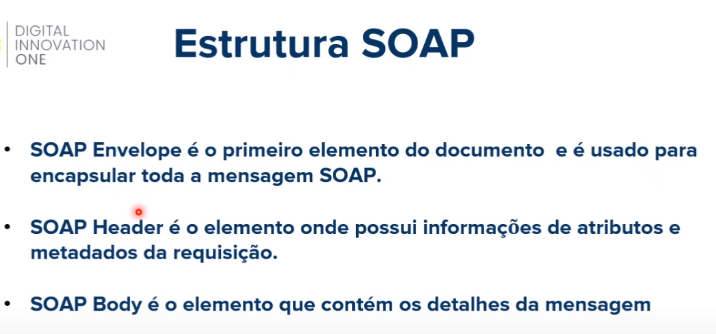 DIGITAL
INNOVATION
ONE
Estrutura SOAP
• SOAP Envelope é o primeiro elemento do documento e é usado para
encapsular toda a mensagem SOAP.
• SOAP Header é o elemento onde possui informações de atributos e
metadados da requisição.
• SOAP Body é o elemento que contém os detalhes da mensagem